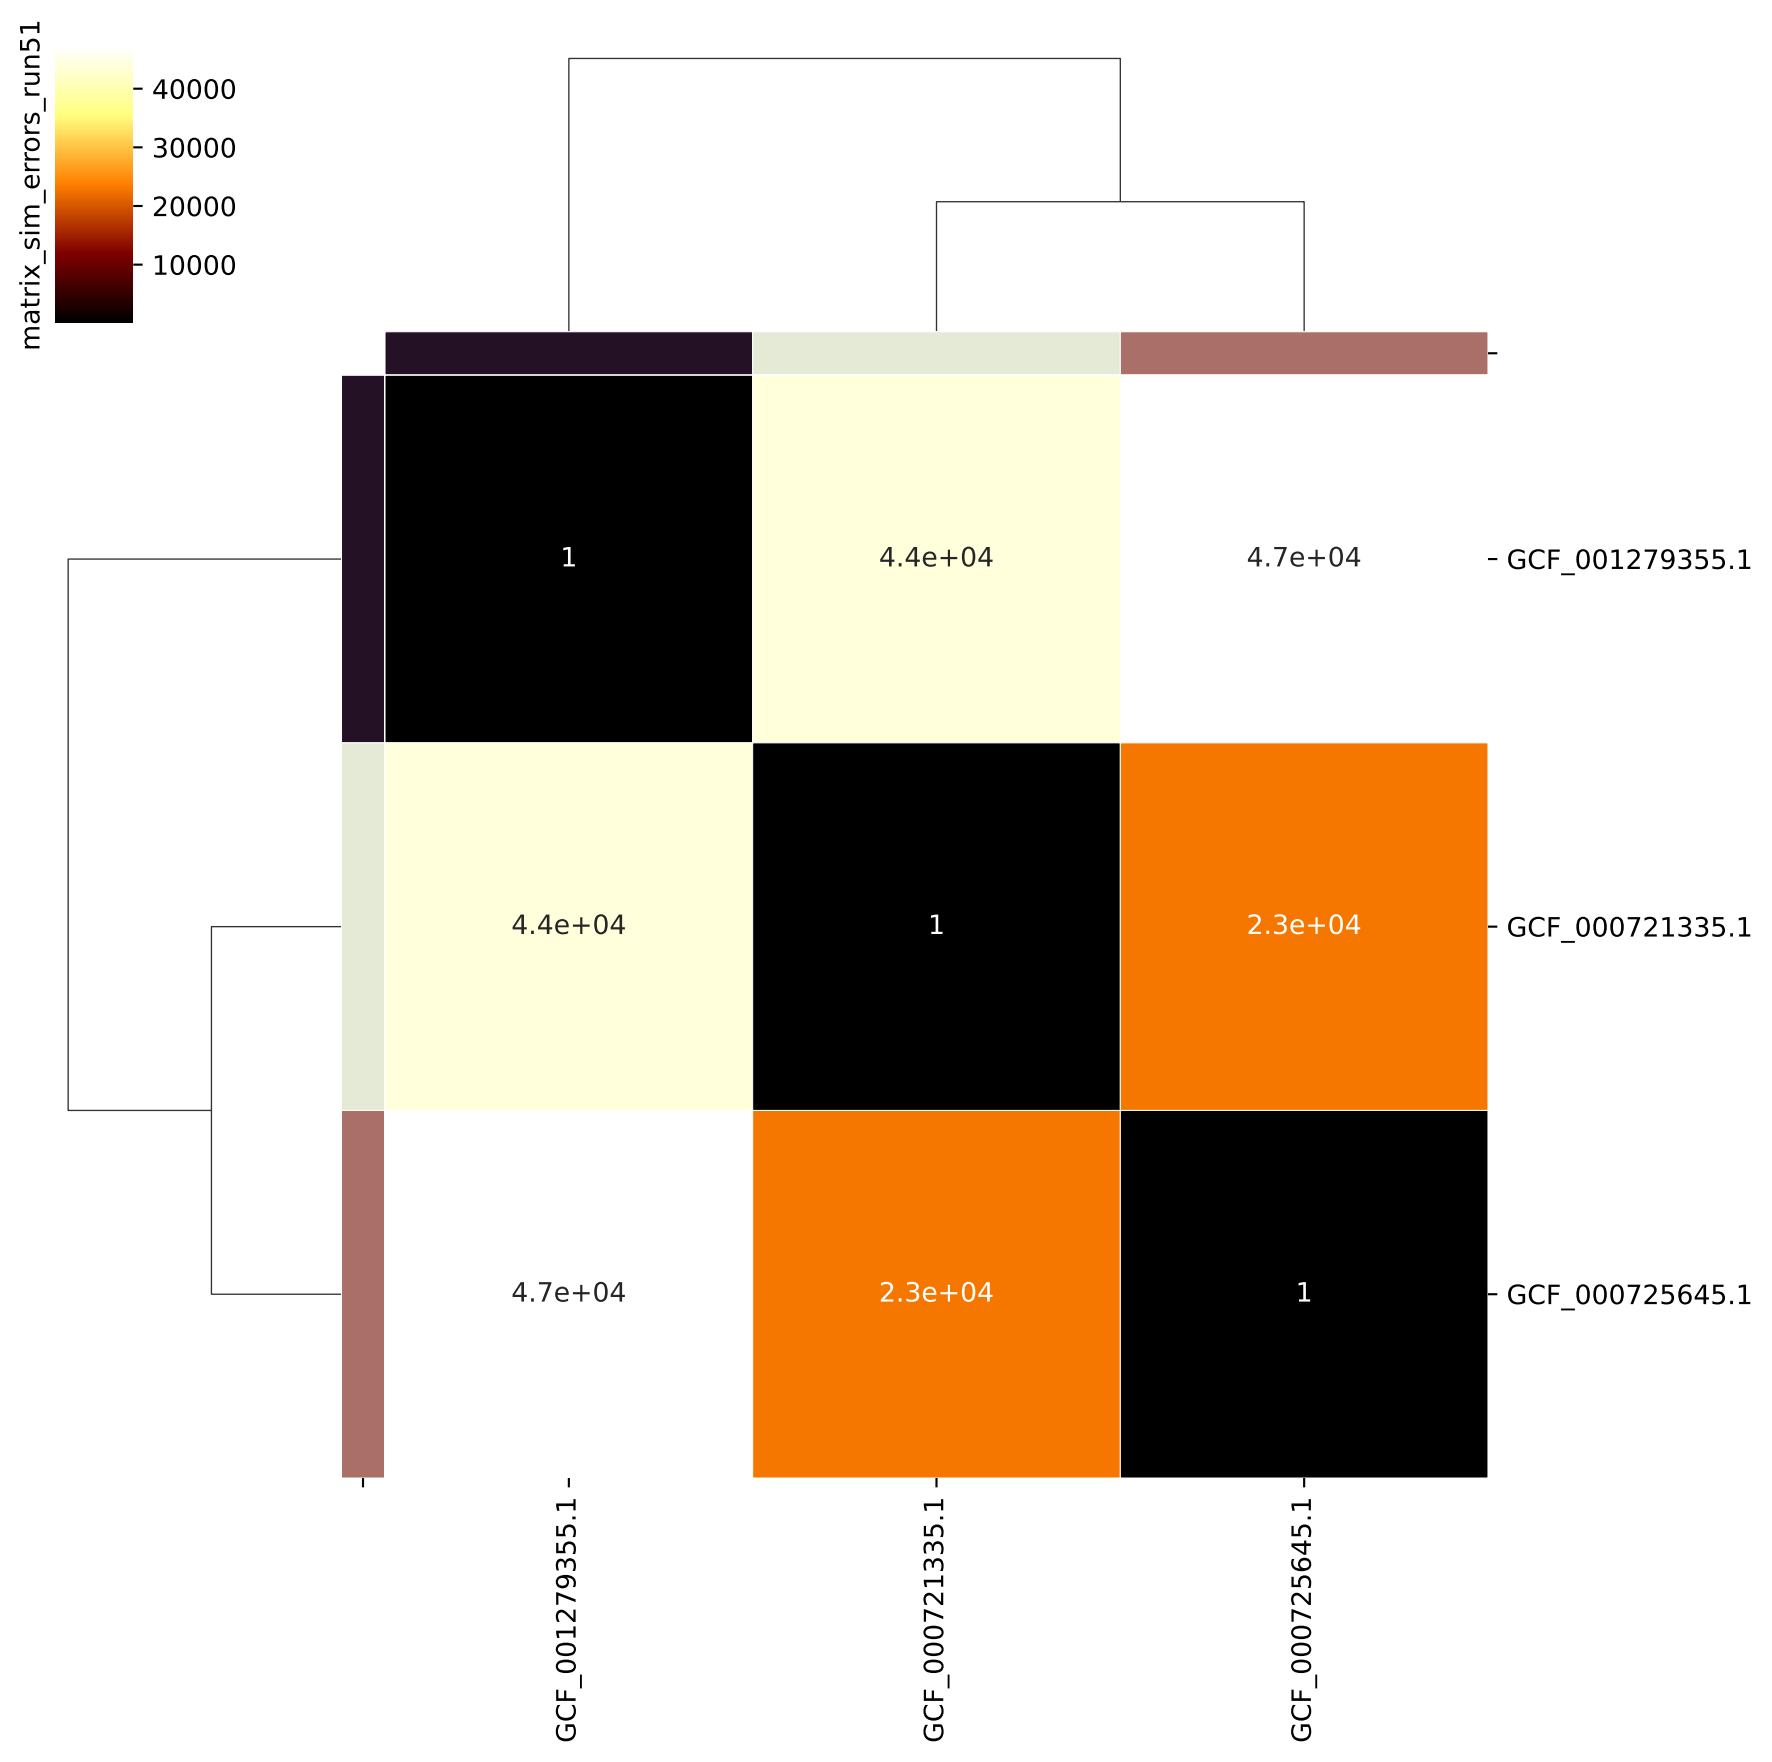 matrix_sim_errors_run51
40000
30000
20000
10000
1 4.4e+04 4.7e+04 GCF_001279355.1
4.4e+04 1 2.3e+04 GCF_000721335.1
4.7e+04 2.3e+04 1 GCF_000725645.1
GCF_001279355.1
GCF_000721335.1
GCF_000725645.1